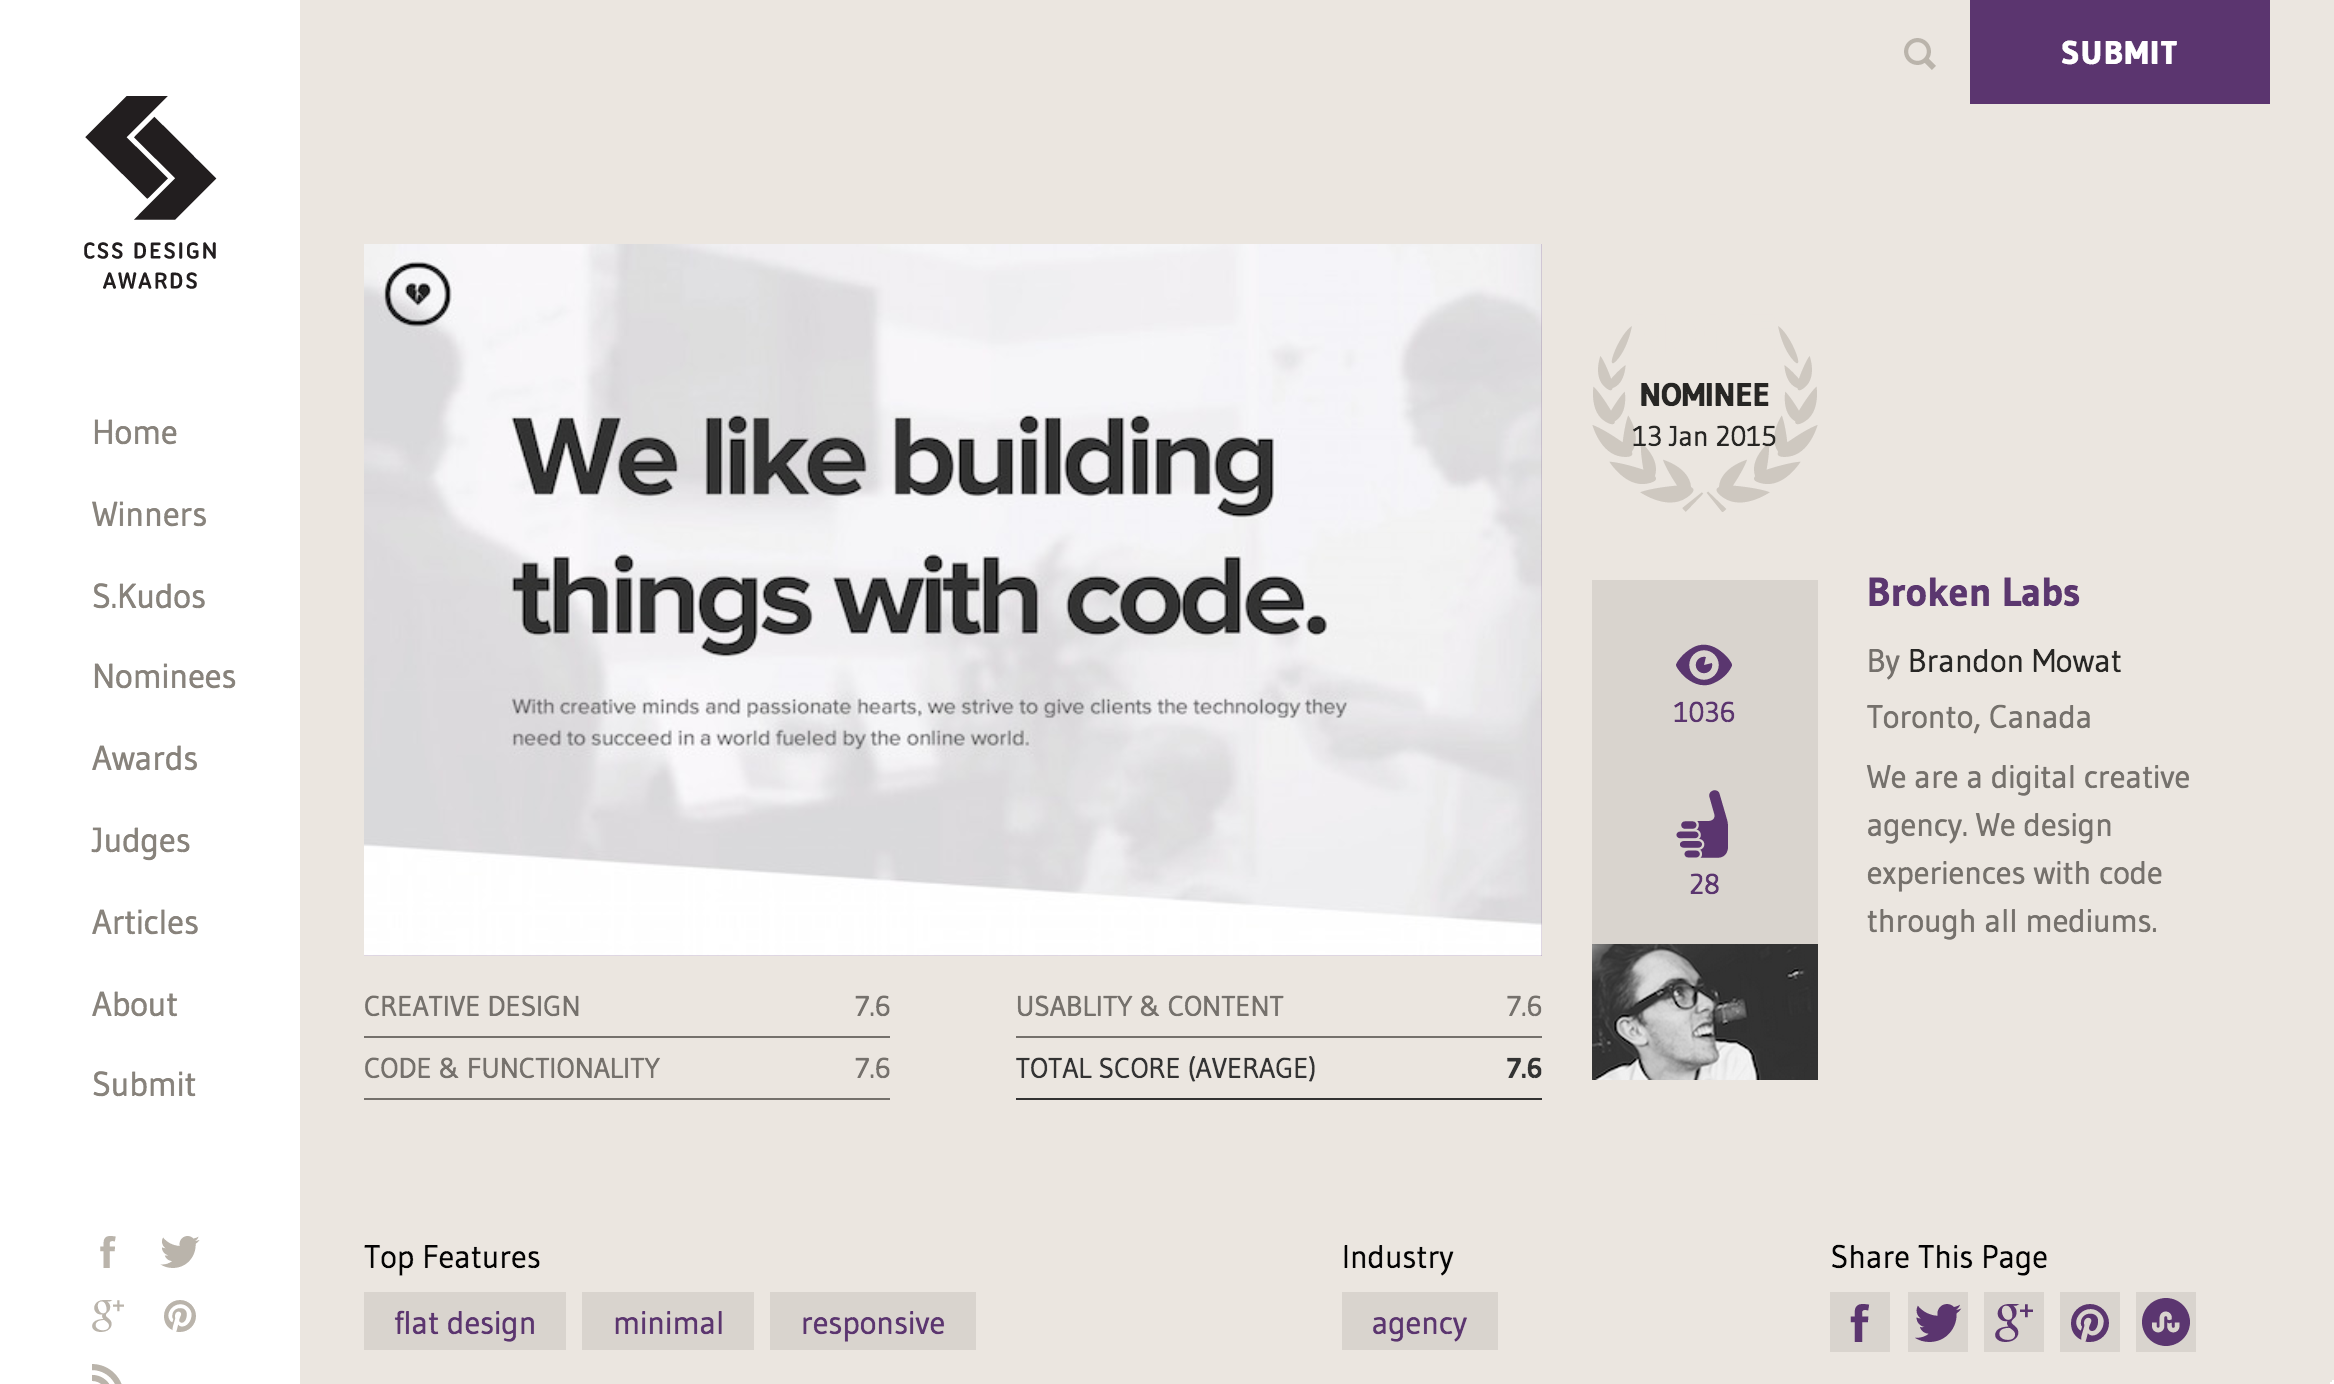 CSS DESIGN
AWARDS
Home
Winners
S.Kudos
Nominees
Awards
Judges
Articles
About
Submit
SUBMIT
We like building
things with code.
With creative minds and passionate hearts, we strive to give clients the technology they
need to succeed in a world fueled by the online world.
NOMINEE
13 Jan 2015
1036
28
Broken Labs
By Brandon Mowat
Toronto, Canada
We are a digital creative
agency. We design
experiences with code
through all mediums.
CREATIVE DESIGN 7.6
USABLITY & CONTENT 7.6
CODE & FUNCTIONALITY 7.6
TOTAL SCORE (AVERAGE) 7.6
Top Features
flat design minimal responsive
Industry
agency
Share This Page